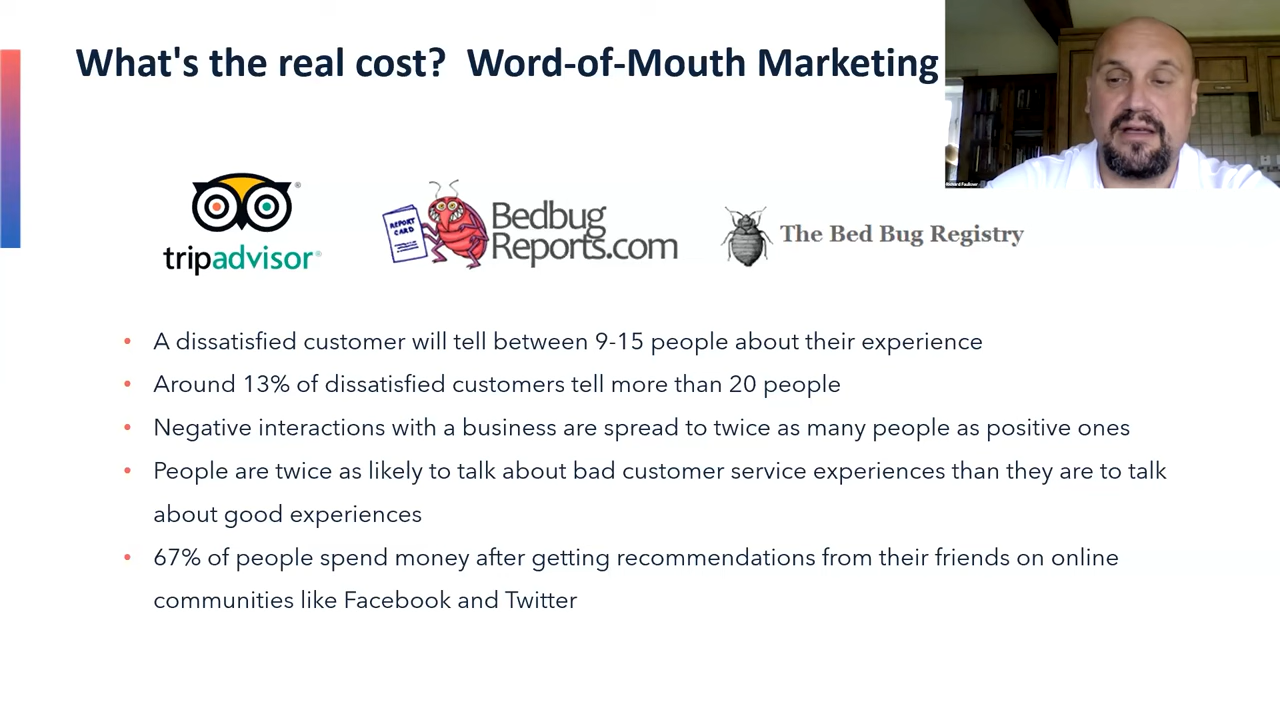 What's the real cost?  Word-of-Mouth Marketing
Richard Faulkner
tripadvisor®
REPORT CARD
Bedbug
Reports.com
The Bed Bug Registry
• A dissatisfied customer will tell between 9-15 people about their experience
• Around 13% of dissatisfied customers tell more than 20 people
• Negative interactions with a business are spread to twice as many people as positive ones
• People are twice as likely to talk about bad customer service experiences than they are to talk
about good experiences
• 67% of people spend money after getting recommendations from their friends on online
communities like Facebook and Twitter